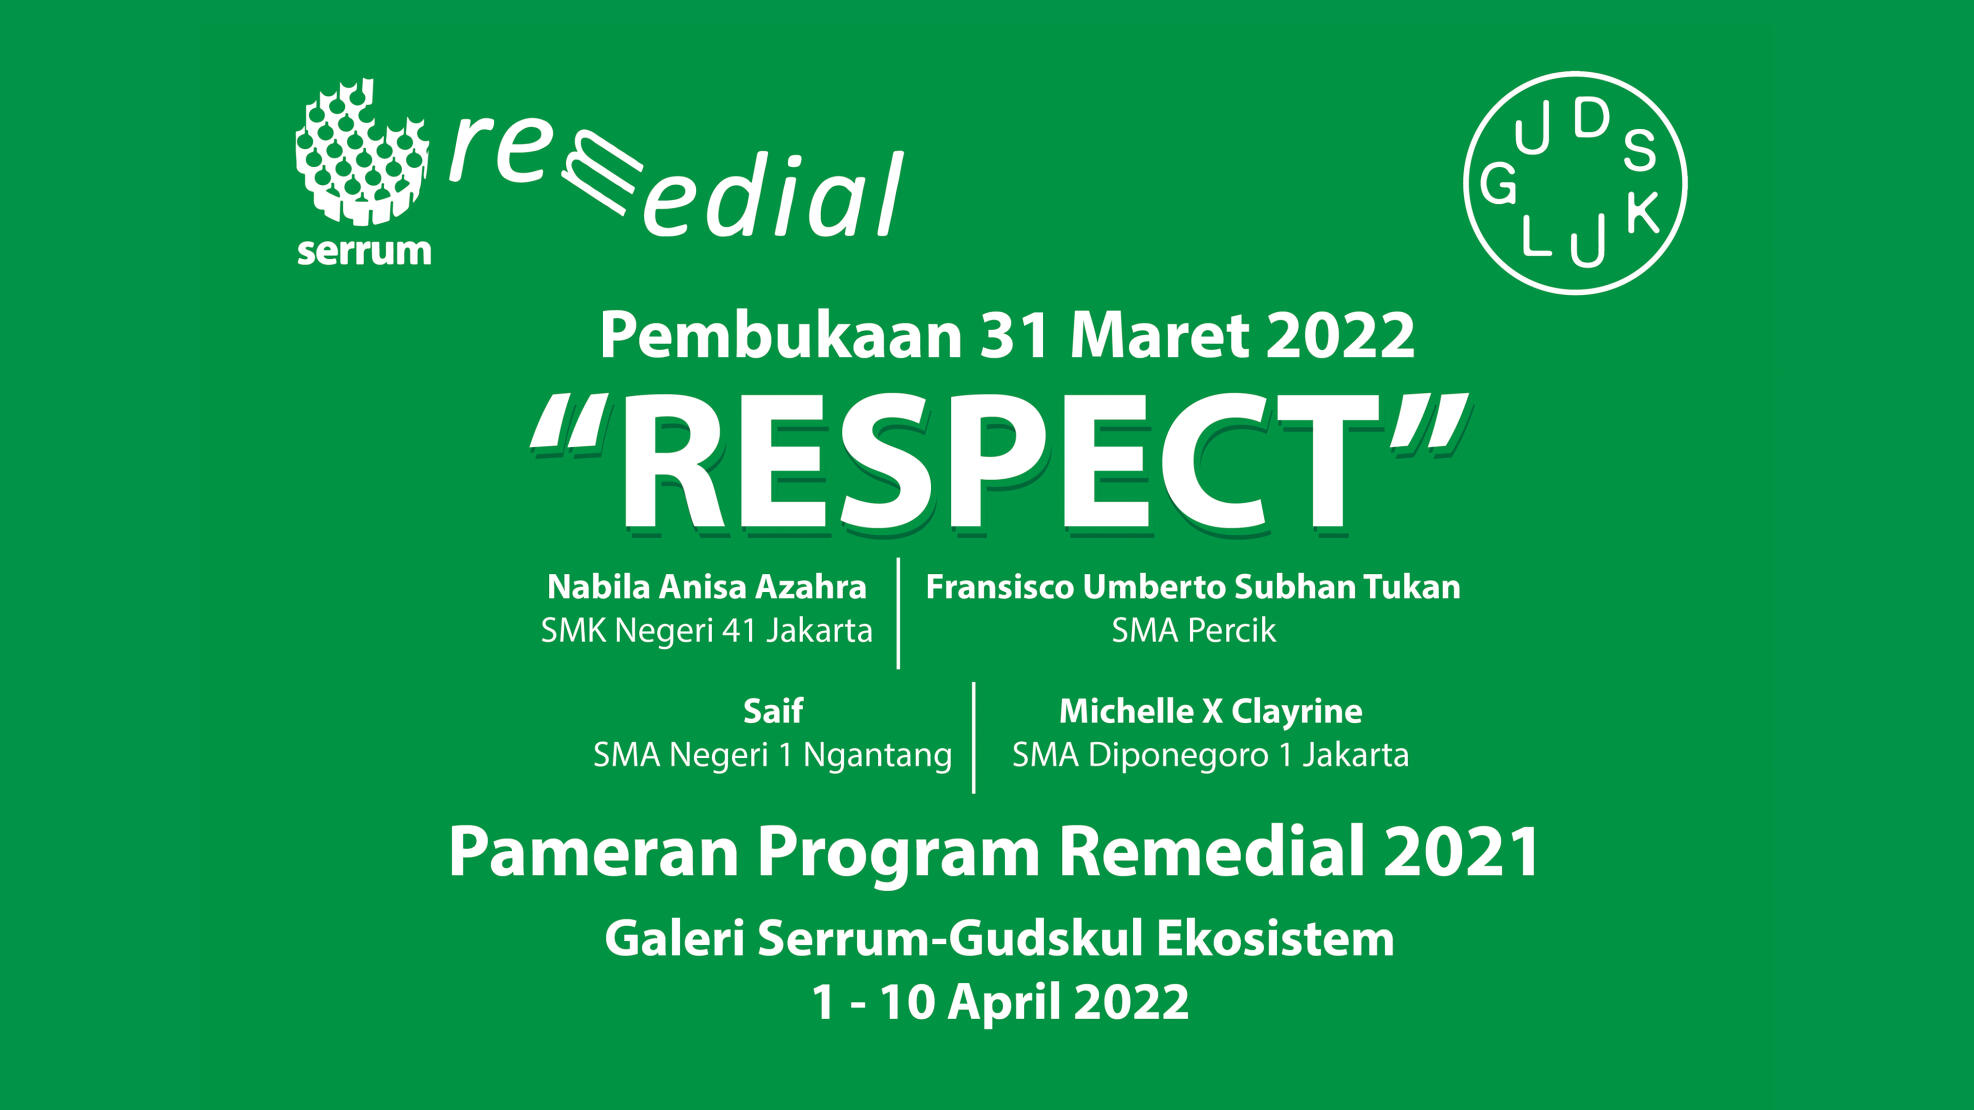 serrum
remedial
GUDSKUL
Pembukaan 31 Maret 2022
“RESPECT”
Nabila Anisa Azahra
SMK Negeri 41 Jakarta
Fransisco Umberto Subhan Tukan
SMA Percik
Saif
SMA Negeri 1 Ngantang
Michelle X Clayrine
SMA Diponegoro 1 Jakarta
Pameran Program Remedial 2021
Galeri Serrum-Gudskul Ekosistem
1 - 10 April 2022